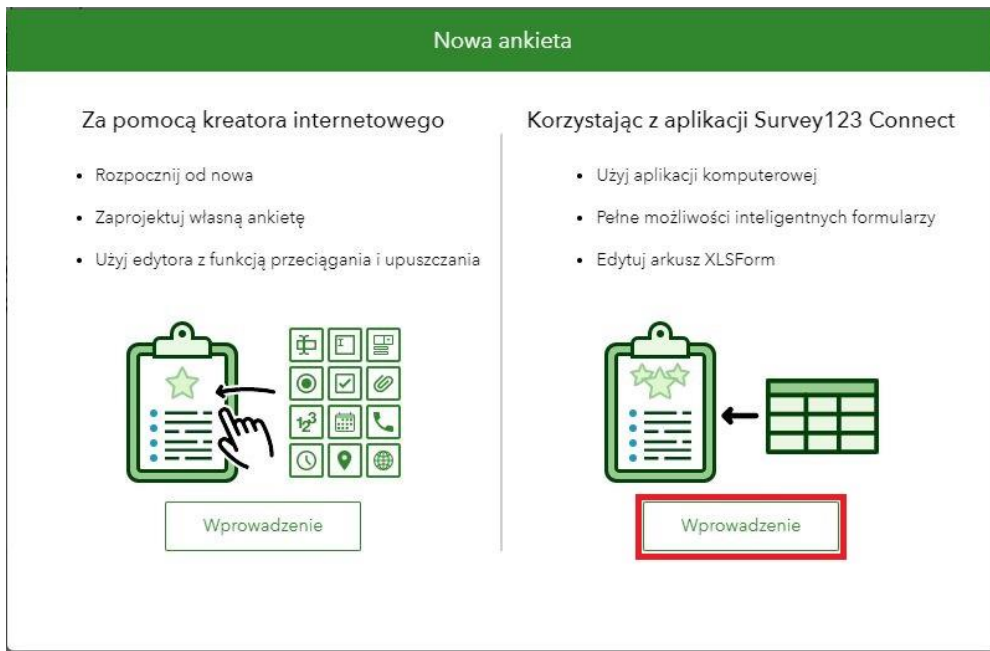 Nowa ankieta
Za pomocą kreatora internetowego
Rozpocznij od nowa
Zaprojektuj własną ankietę
Użyj edytora z funkcją przeciągania i upuszczania
123
Wprowadzenie
Korzystając z aplikacji Survey123 Connect
Użyj aplikacji komputerowej
Pełne możliwości inteligentnych formularzy
Edytuj arkusz XLSForm
Wprowadzenie